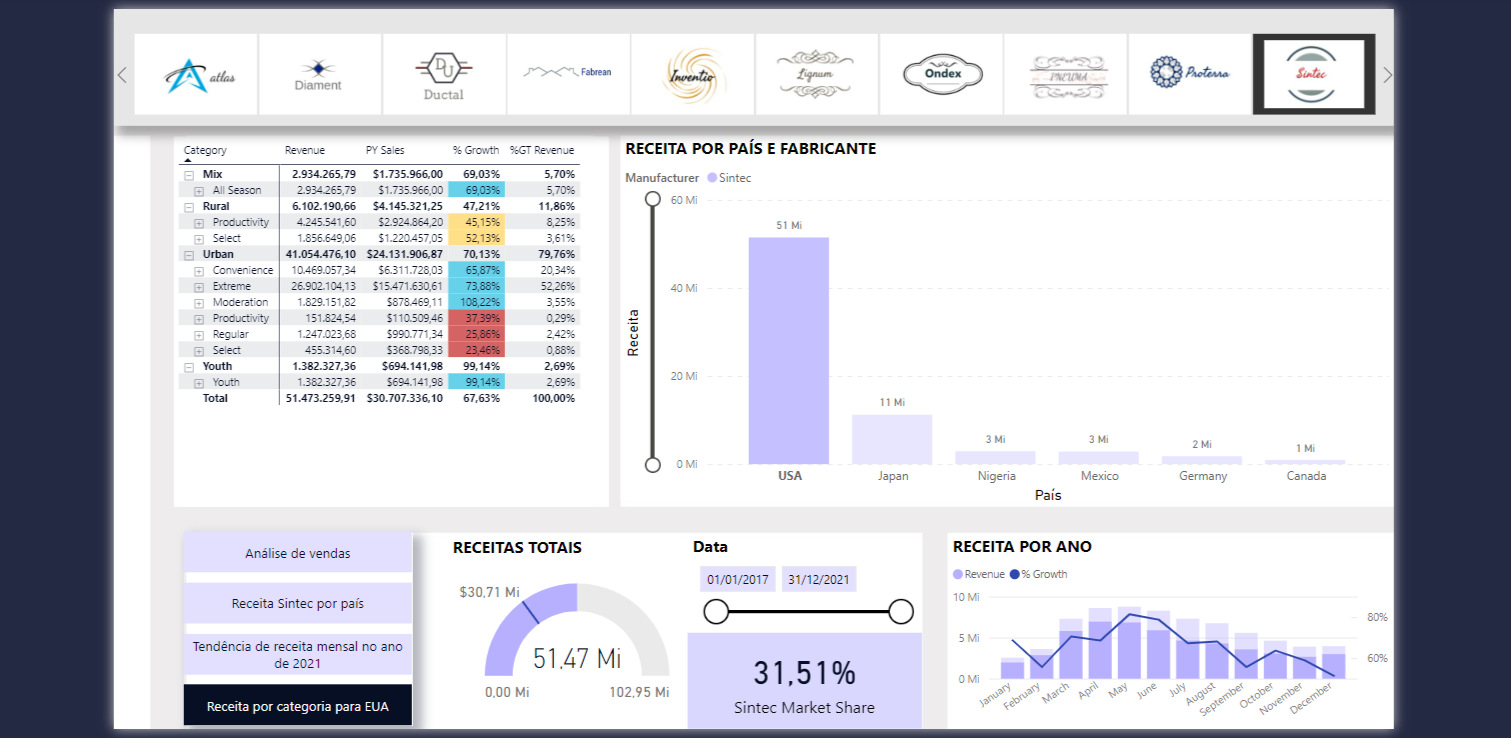 atlas
Diament
DU
Ductal
Fabrean
Inventio
Lignum
Ondex
PNEUMA
Proterra
Sintec
Category Revenue PY Sales % Growth %GT Revenue
Mix 2.934.265,79 $1.735.966,00 69,03% 5,70%
All Season 2.934.265,79 $1.735.966,00 69,03% 5,70%
Rural 6.102.190,66 $4.145.321,25 47,21% 11,86%
Productivity 4.245.541,60 $2.924.864,20 45,15% 8,25%
Select 1.856.649,06 $1.220.457,05 52,13% 3,61%
Urban 41.054.476,10 $24.131.906,87 70,13% 79,76%
Convenience 10.469.057,34 $6.311.728,03 65,87% 20,34%
Extreme 26.902.104,13 $15.471.630,61 73,88% 52,26%
Moderation 1.829.151,82 $878.469,11 108,22% 3,55%
Productivity 151.824,54 $110.509,46 37,39% 0,29%
Regular 1.247.023,68 $990.771,34 25,86% 2,42%
Select 455.314,60 $368.798,33 23,46% 0,88%
Youth 1.382.327,36 $694.141,98 99,14% 2,69%
Youth 1.382.327,36 $694.141,98 99,14% 2,69%
Total 51.473.259,91 $30.707.336,10 67,63% 100,00%
RECEITA POR PAÍS E FABRICANTE
Manufacturer Sintec
60 Mi
51 Mi
40 Mi
Receita
20 Mi
11 Mi
3 Mi
3 Mi
2 Mi
1 Mi
0 Mi
USA Japan Nigeria Mexico Germany Canada
País
Análise de vendas
Receita Sintec por país
Tendência de receita mensal no ano
de 2021
Receita por categoria para EUA
RECEITAS TOTAIS
$30,71 Mi
51,47 Mi
0,00 Mi 102,95 Mi
Data
01/01/2017 31/12/2021
31,51%
Sintec Market Share
RECEITA POR ANO
Revenue % Growth
10 Mi
80%
5 Mi
60%
0 Mi
January February March April May June July August September October November December